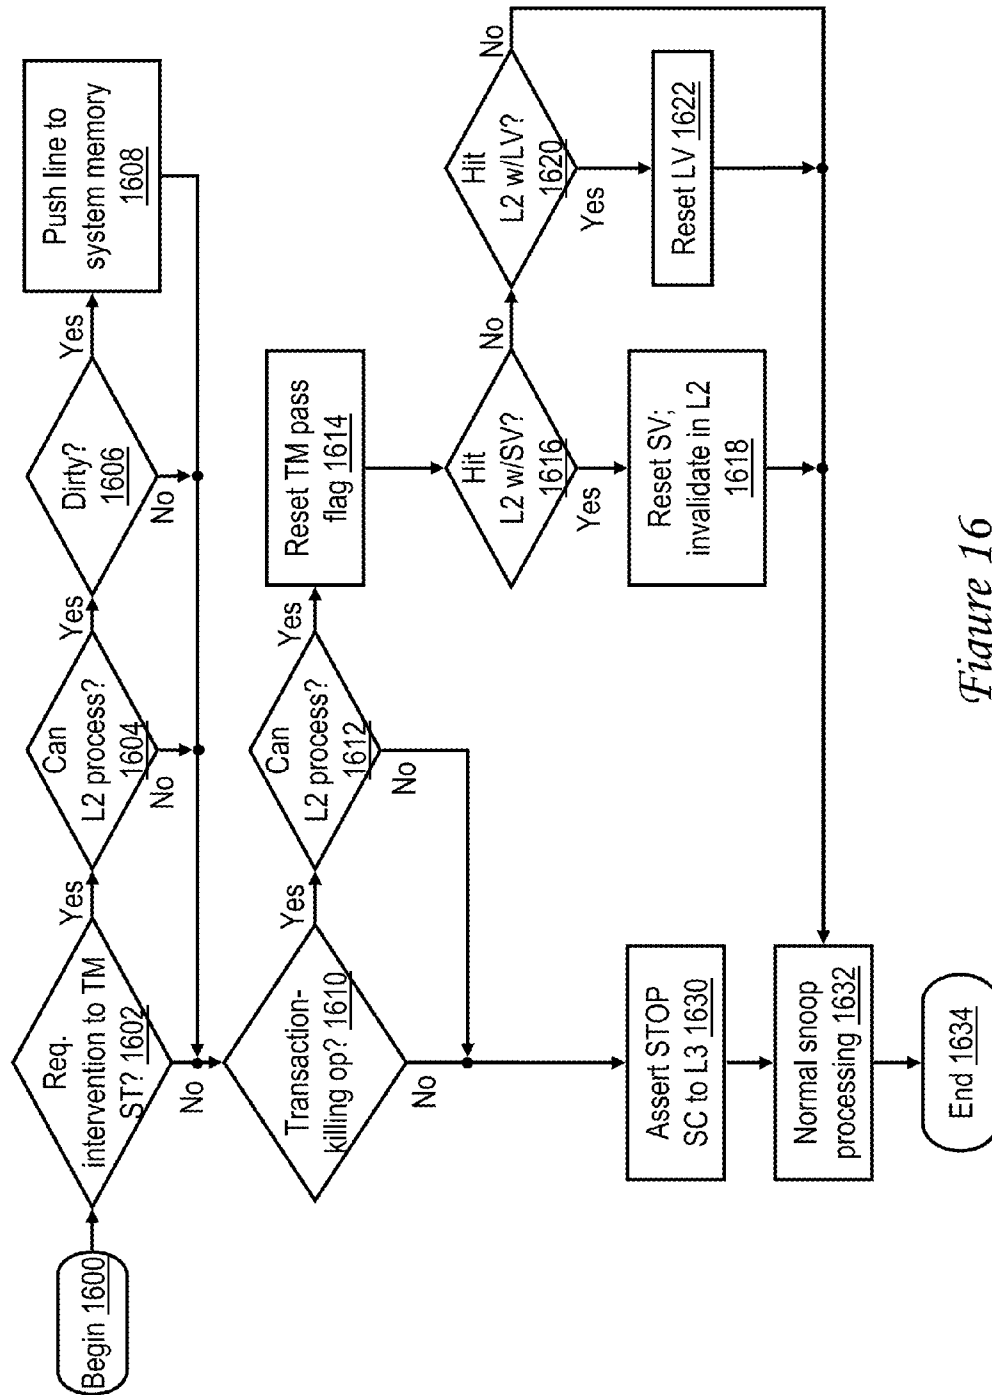 Begin 1600
Req.
intervention to TM
ST? 1602
Yes
No
Can
L2 process?
1604
Yes
No
Dirty?
1606
Yes
No
Push line to
system memory
1608
Transaction-
killing op? 1610
Yes
No
Can
L2 process?
1612
Yes
No
Reset TM pass
flag 1614
Hit
L2 w/SV?
1616
No
Yes
Reset SV;
invalidate in L2
1618
Hit
L2 w/LV?
1620
No
Yes
Reset LV 1622
Assert STOP
SC to L3 1630
Normal snoop
processing 1632
End 1634
Figure 16